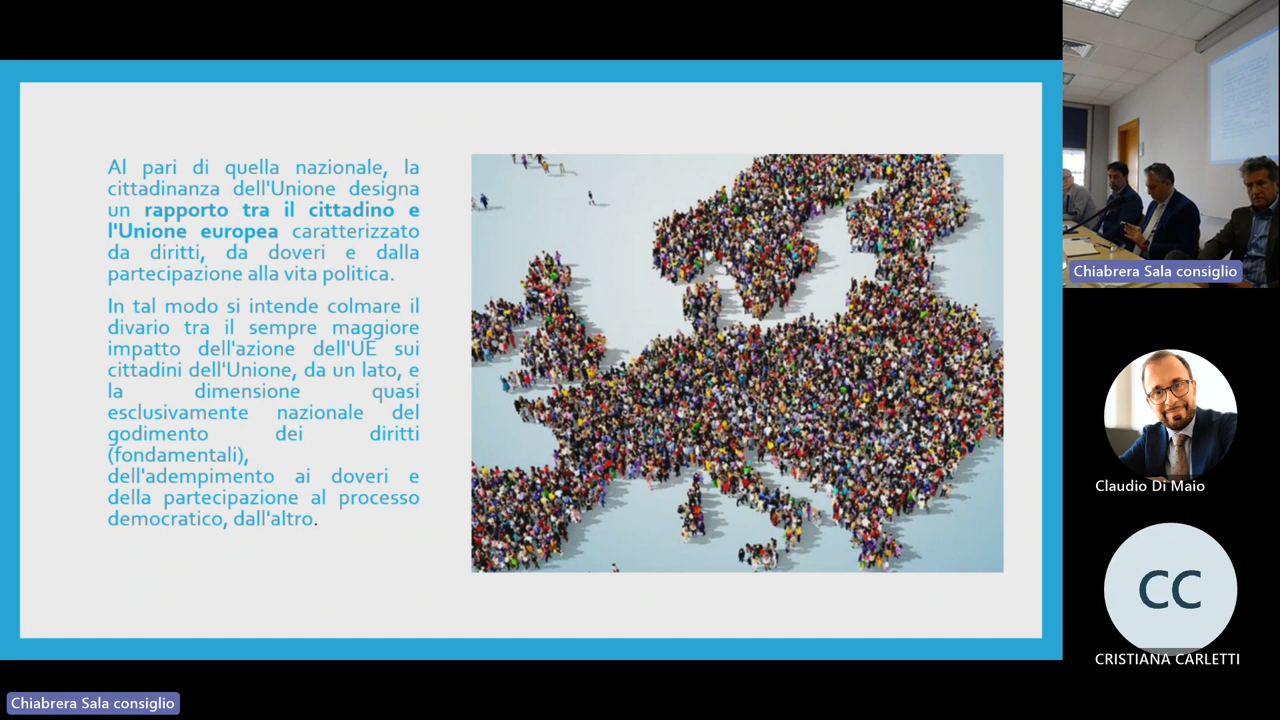 Al pari di quella nazionale, la
cittadinanza dell'Unione designa
un rapporto tra il cittadino e
l'Unione europea caratterizzato
da diritti, da doveri e dalla
partecipazione alla vita politica.
In tal modo si intende colmare il
divario tra il sempre maggiore
impatto dell'azione dell'UE sui
cittadini dell'Unione, da un lato, e
la dimensione quasi
esclusivamente nazionale del
godimento dei diritti
(fondamentali),
dell'adempimento ai doveri e
della partecipazione al processo
democratico, dall'altro.
Chiabrera Sala consiglio
Claudio Di Maio
CC
CRISTIANA CARLETTI
Chiabrera Sala consiglio